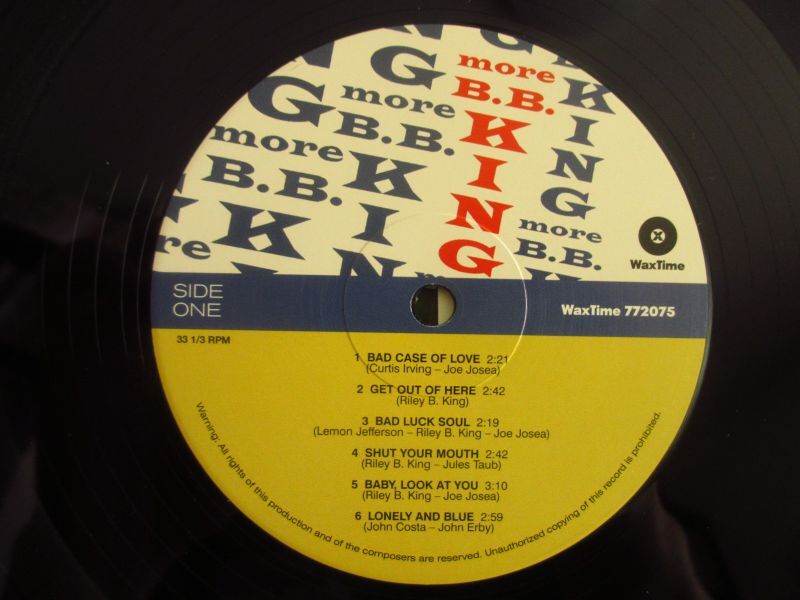 more
B.B.
KING
more
B.B.
KING
more
B.B.
KING
KING
more
B.B.
re
WaxTime
SIDE
ONE
WaxTime 772075
33 1/3 RPM
1 BAD CASE OF LOVE 2:21
(Curtis Irving – Joe Josea)
2 GET OUT OF HERE 2:42
(Riley B. King)
3 BAD LUCK SOUL 2:19
(Lemon Jefferson – Riley B. King – Joe Josea)
4 SHUT YOUR MOUTH 2:42
(Riley B. King – Jules Taub)
5 BABY, LOOK AT YOU 3:10
(Riley B. King – Joe Josea)
6 LONELY AND BLUE 2:59
(John Costa – John Erby)
Warning: All rights of this production and of the composers are reserved. Unauthorized copying of this record is prohibited.